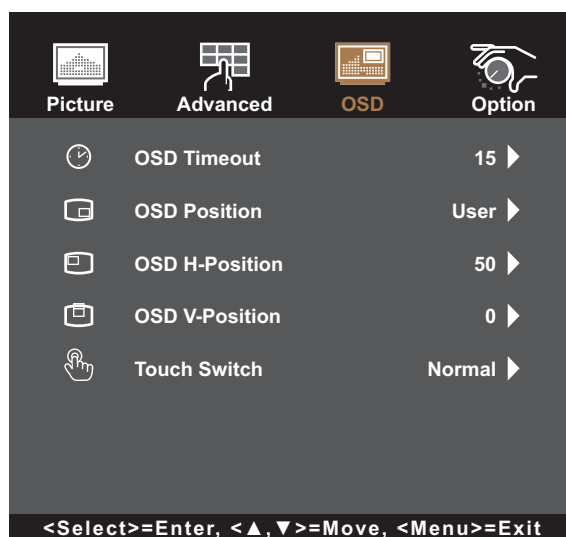 Picture Advanced OSD Option
OSD Timeout 15
OSD Position User
OSD H-Position 50
OSD V-Position 0
Touch Switch Normal
<Select>=Enter, <▲,▼>=Move, <Menu>=Exit